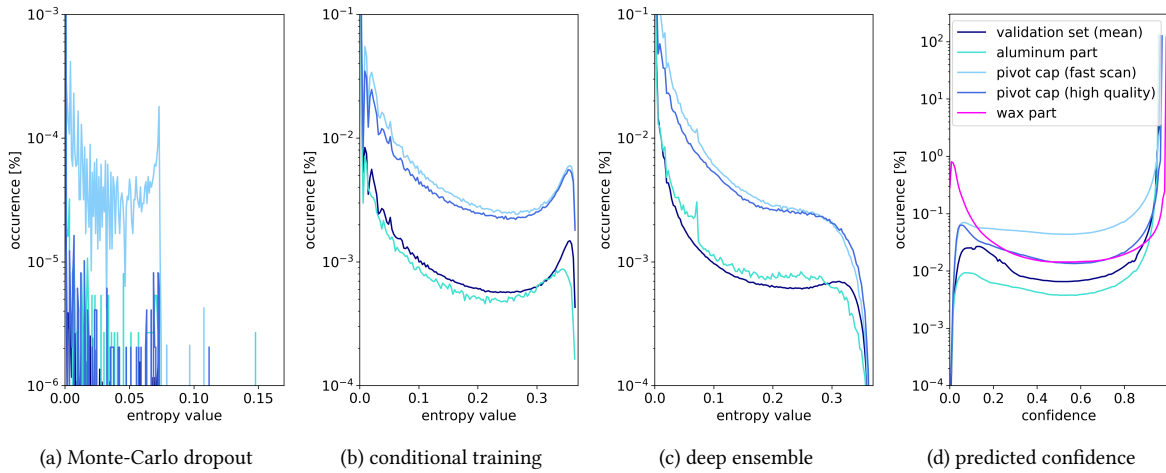 10⁻³
10⁻⁴
10⁻⁵
10⁻⁶
occurence [%]
0.00 0.05 0.10 0.15
entropy value
(a) Monte-Carlo dropout
10⁻¹
10⁻²
10⁻³
10⁻⁴
occurence [%]
0.0 0.1 0.2 0.3
entropy value
(b) conditional training
10⁻¹
10⁻²
10⁻³
10⁻⁴
occurence [%]
0.0 0.1 0.2 0.3
entropy value
(c) deep ensemble
validation set (mean)
aluminum part
pivot cap (fast scan)
pivot cap (high quality)
wax part
10²
10¹
10⁰
10⁻¹
10⁻²
10⁻³
10⁻⁴
occurence [%]
0.0 0.2 0.4 0.6 0.8
confidence
(d) predicted confidence